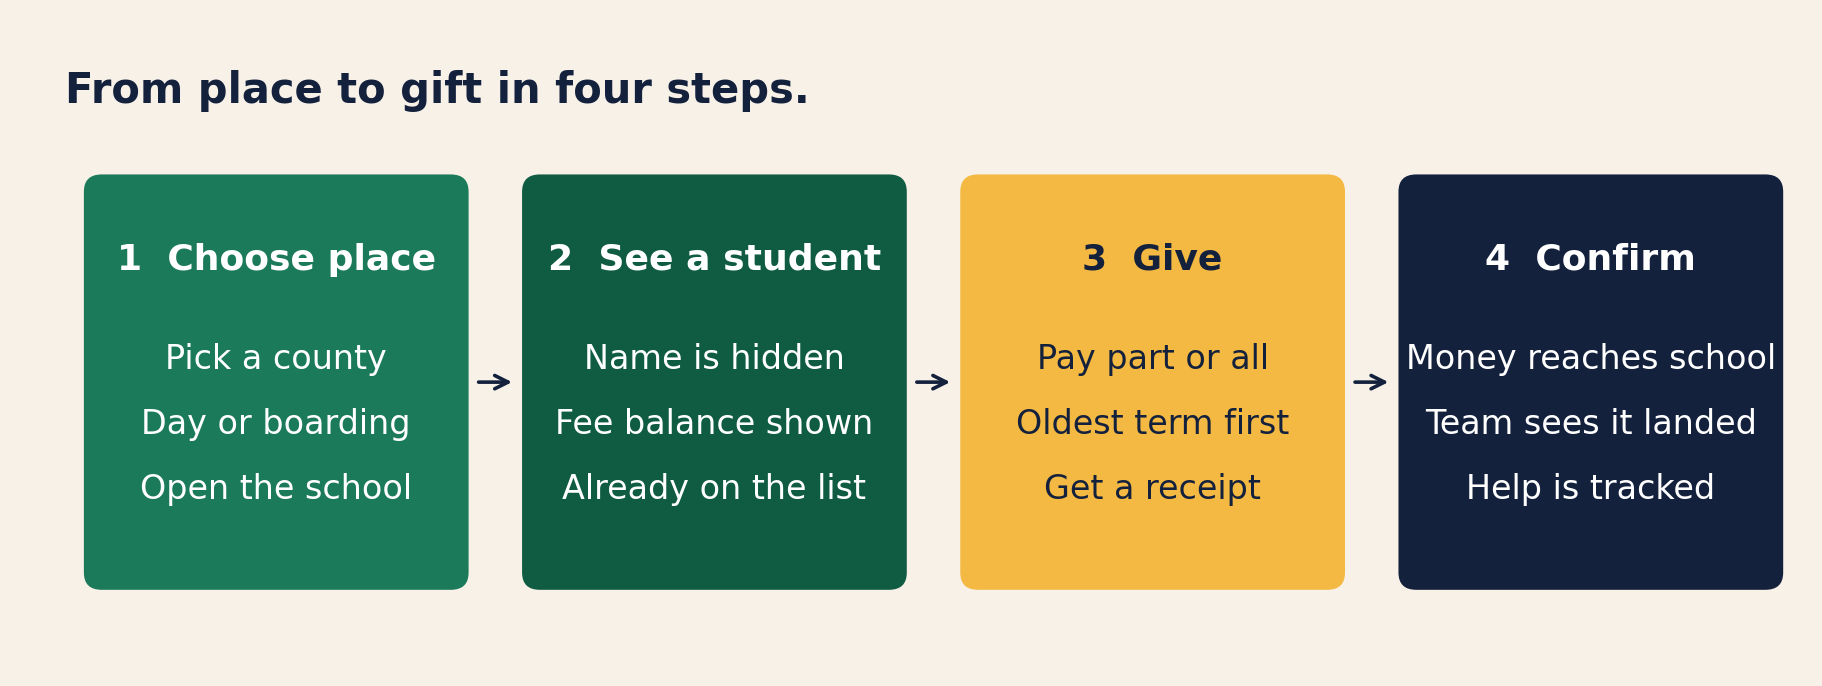 From place to gift in four steps.
1 Choose place
Pick a county
Day or boarding
Open the school
2 See a student
Name is hidden
Fee balance shown
Already on the list
3 Give
Pay part or all
Oldest term first
Get a receipt
4 Confirm
Money reaches school
Team sees it landed
Help is tracked